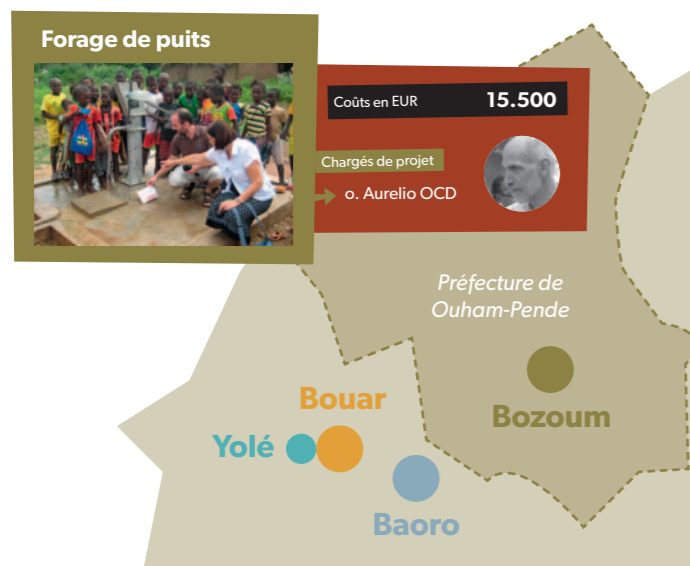 Forage de puits
Coûts en EUR 15.500
Chargés de projet
o. Aurelio OCD
Préfecture de
Ouham-Pende
Bozoum
Bouar
Yolé
Baoro